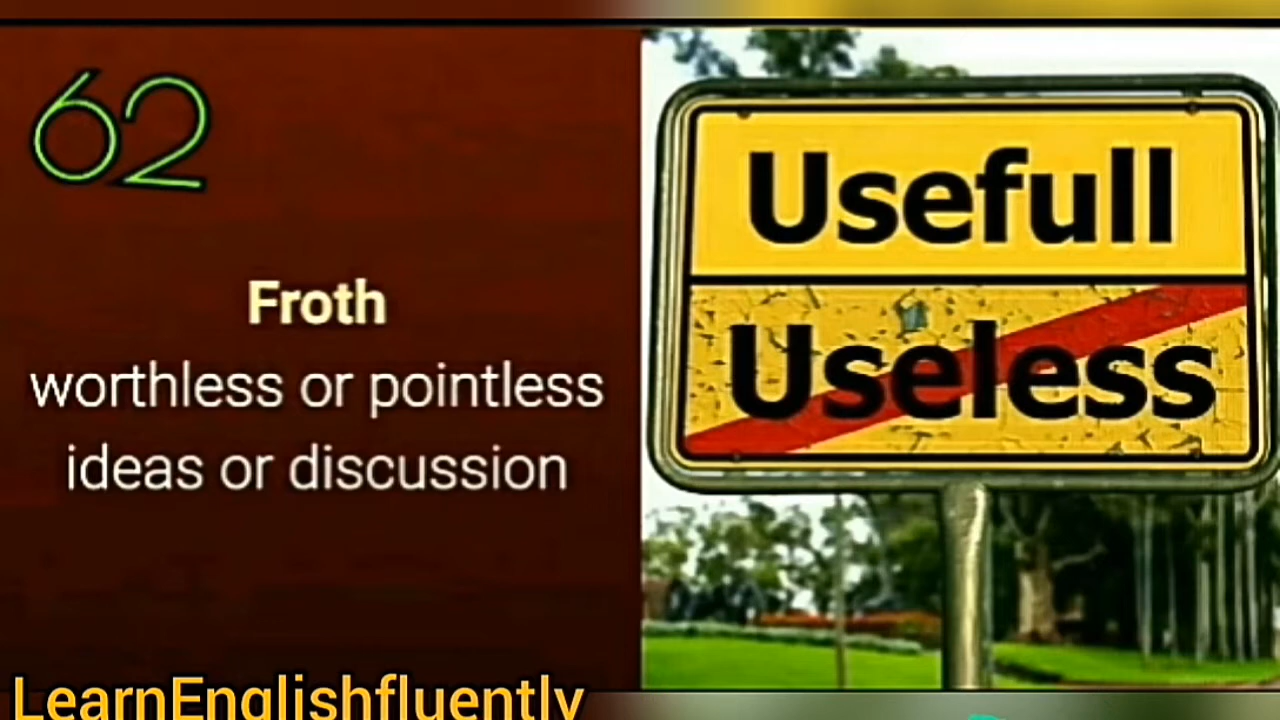 62
Froth
worthless or pointless
ideas or discussion
LearnEnglishfluently
Usefull
Useless